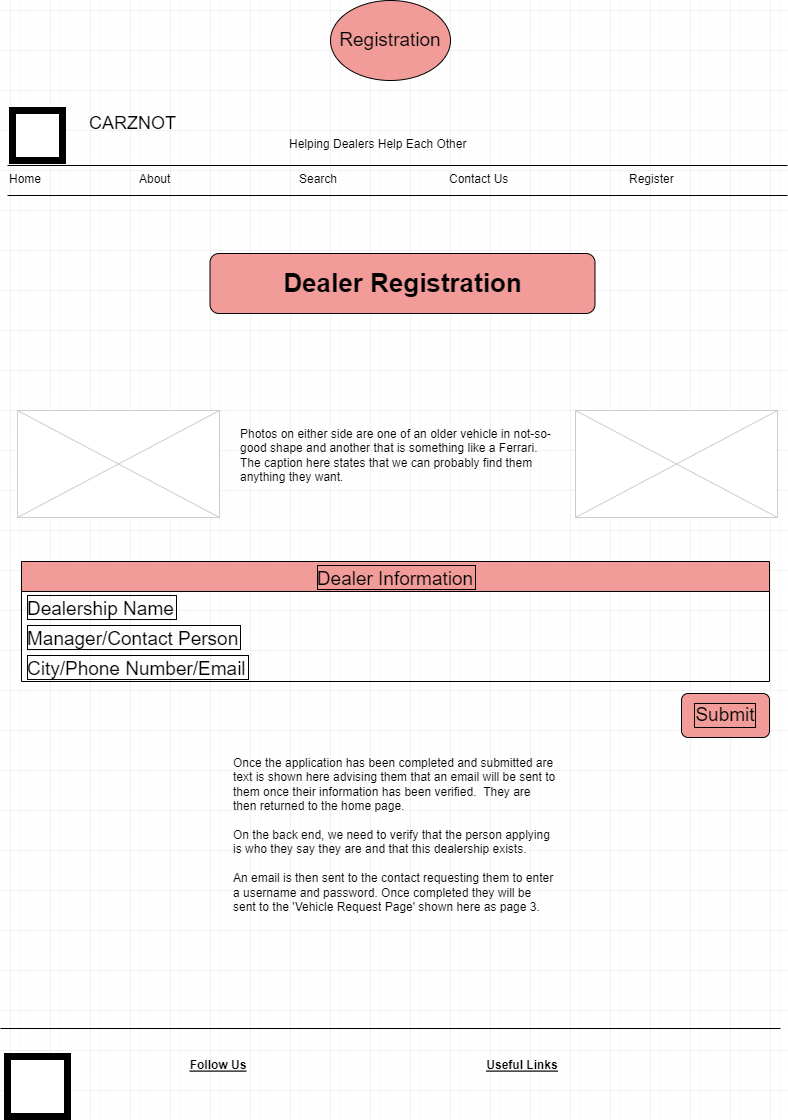 Registration
CARZNOT
Helping Dealers Help Each Other
Home About Search Contact Us Register
Dealer Registration
Photos on either side are one of an older vehicle in not-so-
good shape and another that is something like a Ferrari.
The caption here states that we can probably find them
anything they want.
Dealer Information
Dealership Name
Manager/Contact Person
City/Phone Number/Email
Submit
Once the application has been completed and submitted are
text is shown here advising them that an email will be sent to
them once their information has been verified.  They are
then returned to the home page.
On the back end, we need to verify that the person applying
is who they say they are and that this dealership exists.
An email is then sent to the contact requesting them to enter
a username and password. Once completed they will be
sent to the 'Vehicle Request Page' shown here as page 3.
Follow Us Useful Links